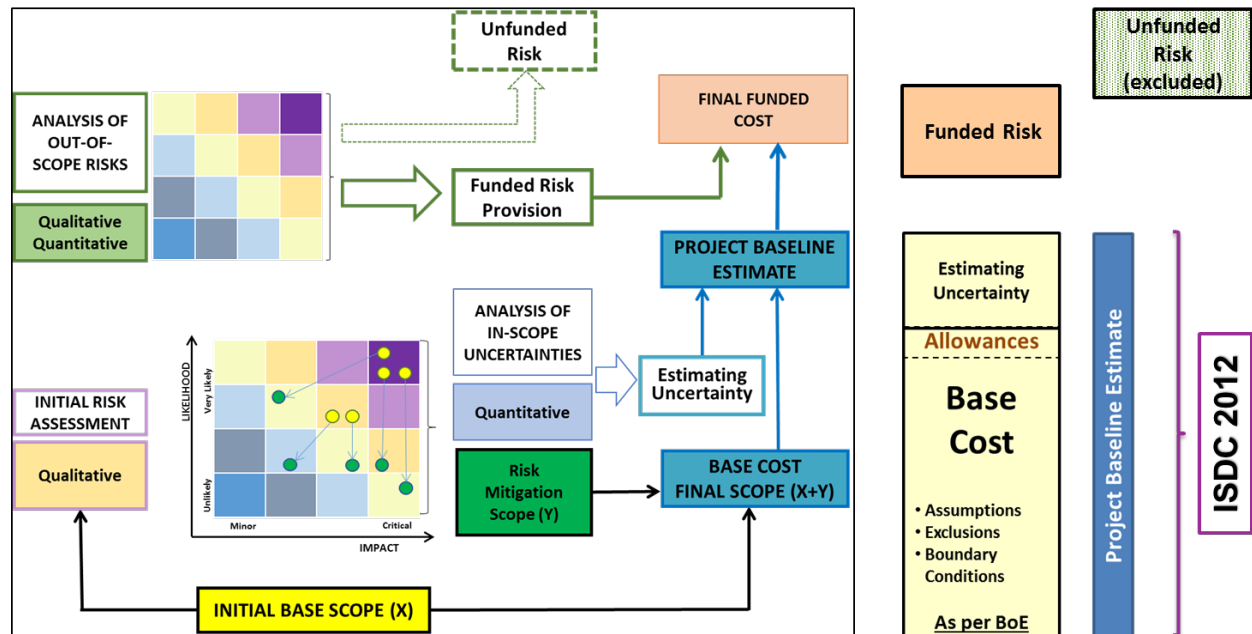 Unfunded
Risk
ANALYSIS OF
OUT-OF-
SCOPE RISKS
Qualitative
Quantitative
Funded Risk
Provision
FINAL FUNDED
COST
PROJECT BASELINE
ESTIMATE
ANALYSIS OF
IN-SCOPE
UNCERTAINTIES
Quantitative
Estimating
Uncertainty
INITIAL RISK
ASSESSMENT
Qualitative
LIKELIHOOD
Very Likely
Unlikely
Minor
Critical
IMPACT
Risk
Mitigation
Scope (Y)
BASE COST
FINAL SCOPE (X+Y)
INITIAL BASE SCOPE (X)
Unfunded
Risk
(excluded)
Funded Risk
Estimating
Uncertainty
Allowances
Base
Cost
• Assumptions
• Exclusions
• Boundary
Conditions
As per BoE
Project Baseline Estimate
ISDC 2012